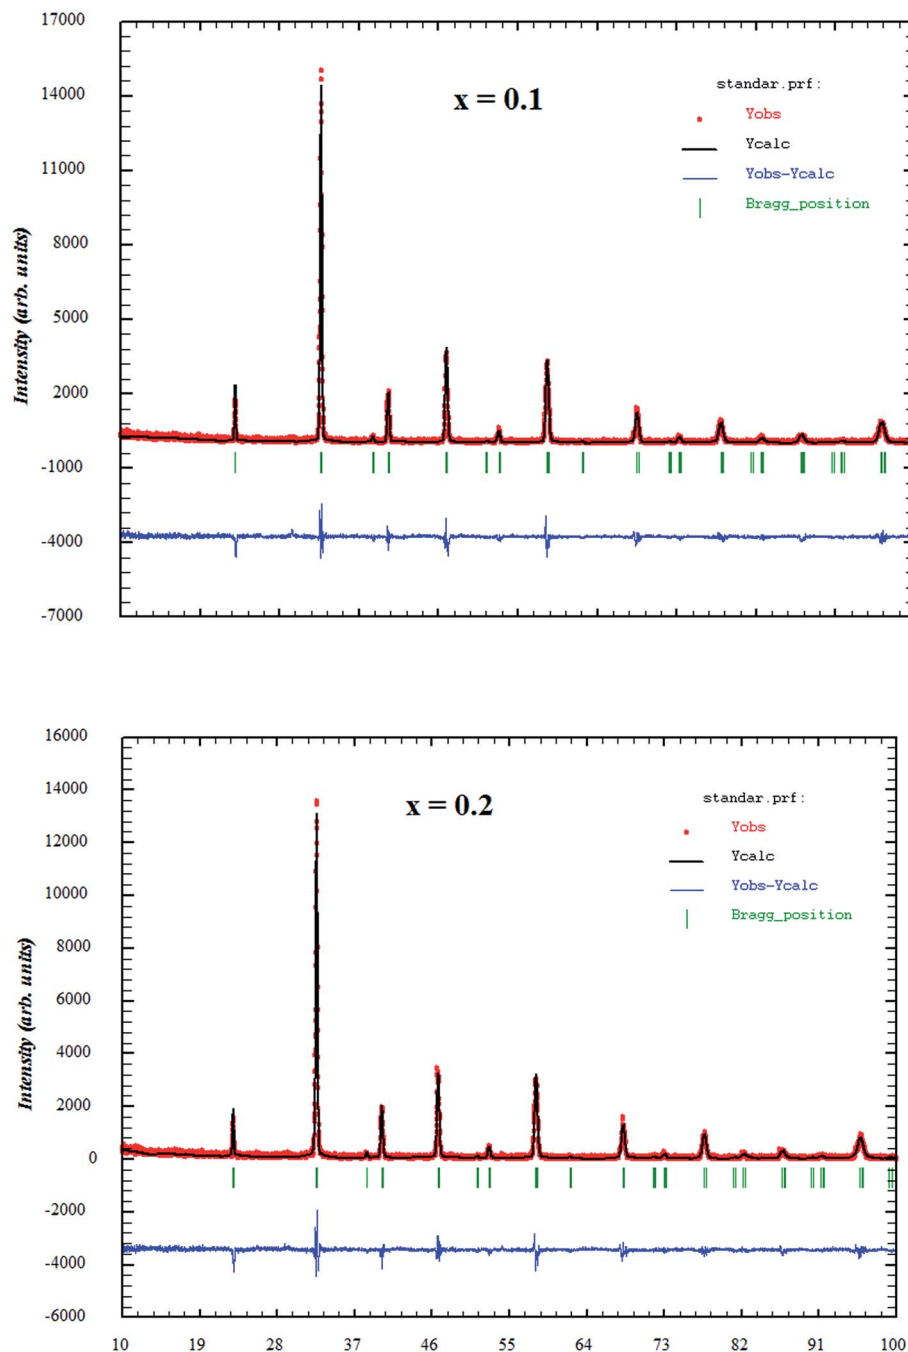 17000
14000
11000
8000
5000
2000
-1000
-4000
-7000
Intensity (arb. units)
x = 0.1
standar.prf:
Yobs
Ycalc
Yobs-Ycalc
Bragg_position
16000
14000
12000
10000
8000
6000
4000
2000
0
-2000
-4000
-6000
Intensity (arb. units)
x = 0.2
standar.prf:
Yobs
Ycalc
Yobs-Ycalc
Bragg_position
10 19 28 37 46 55 64 73 82 91 100